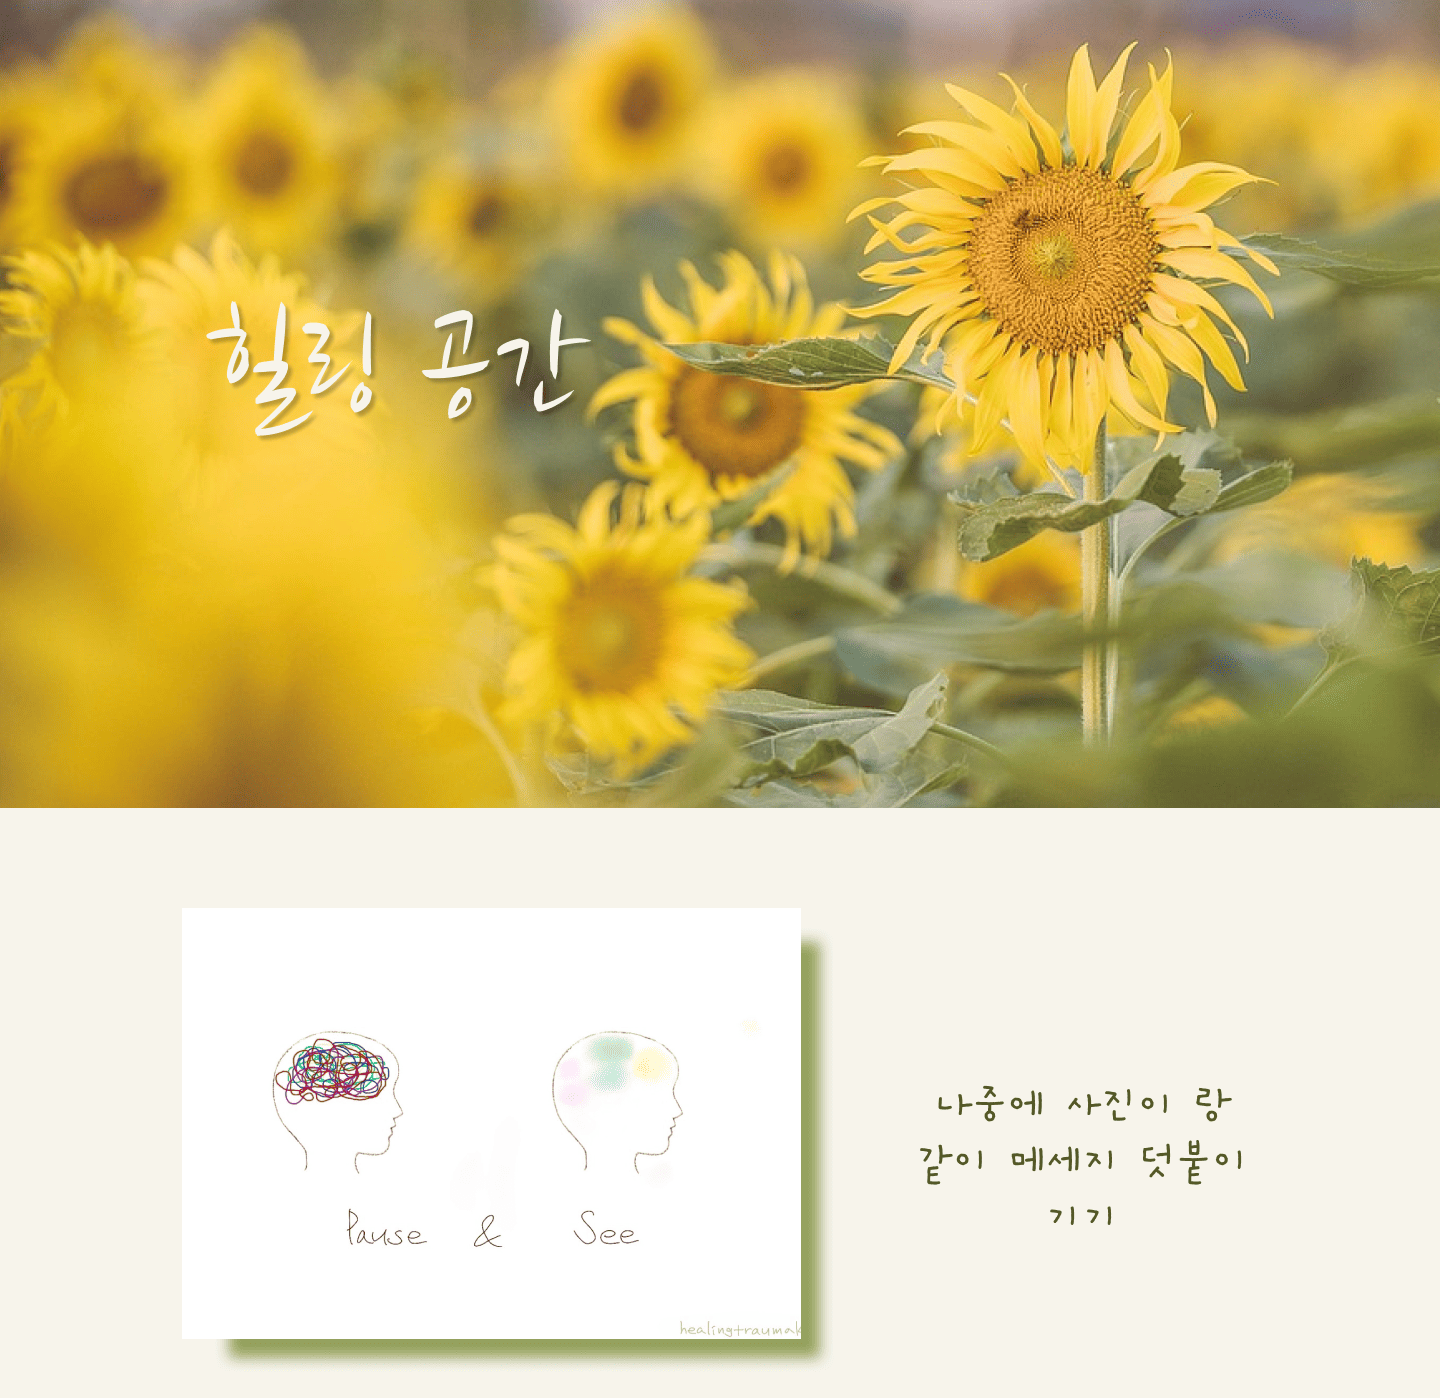 힐링 공간
나중에 사진이 랑
같이 메세지 덧붙이
기기
Pause & See
healingtraumak